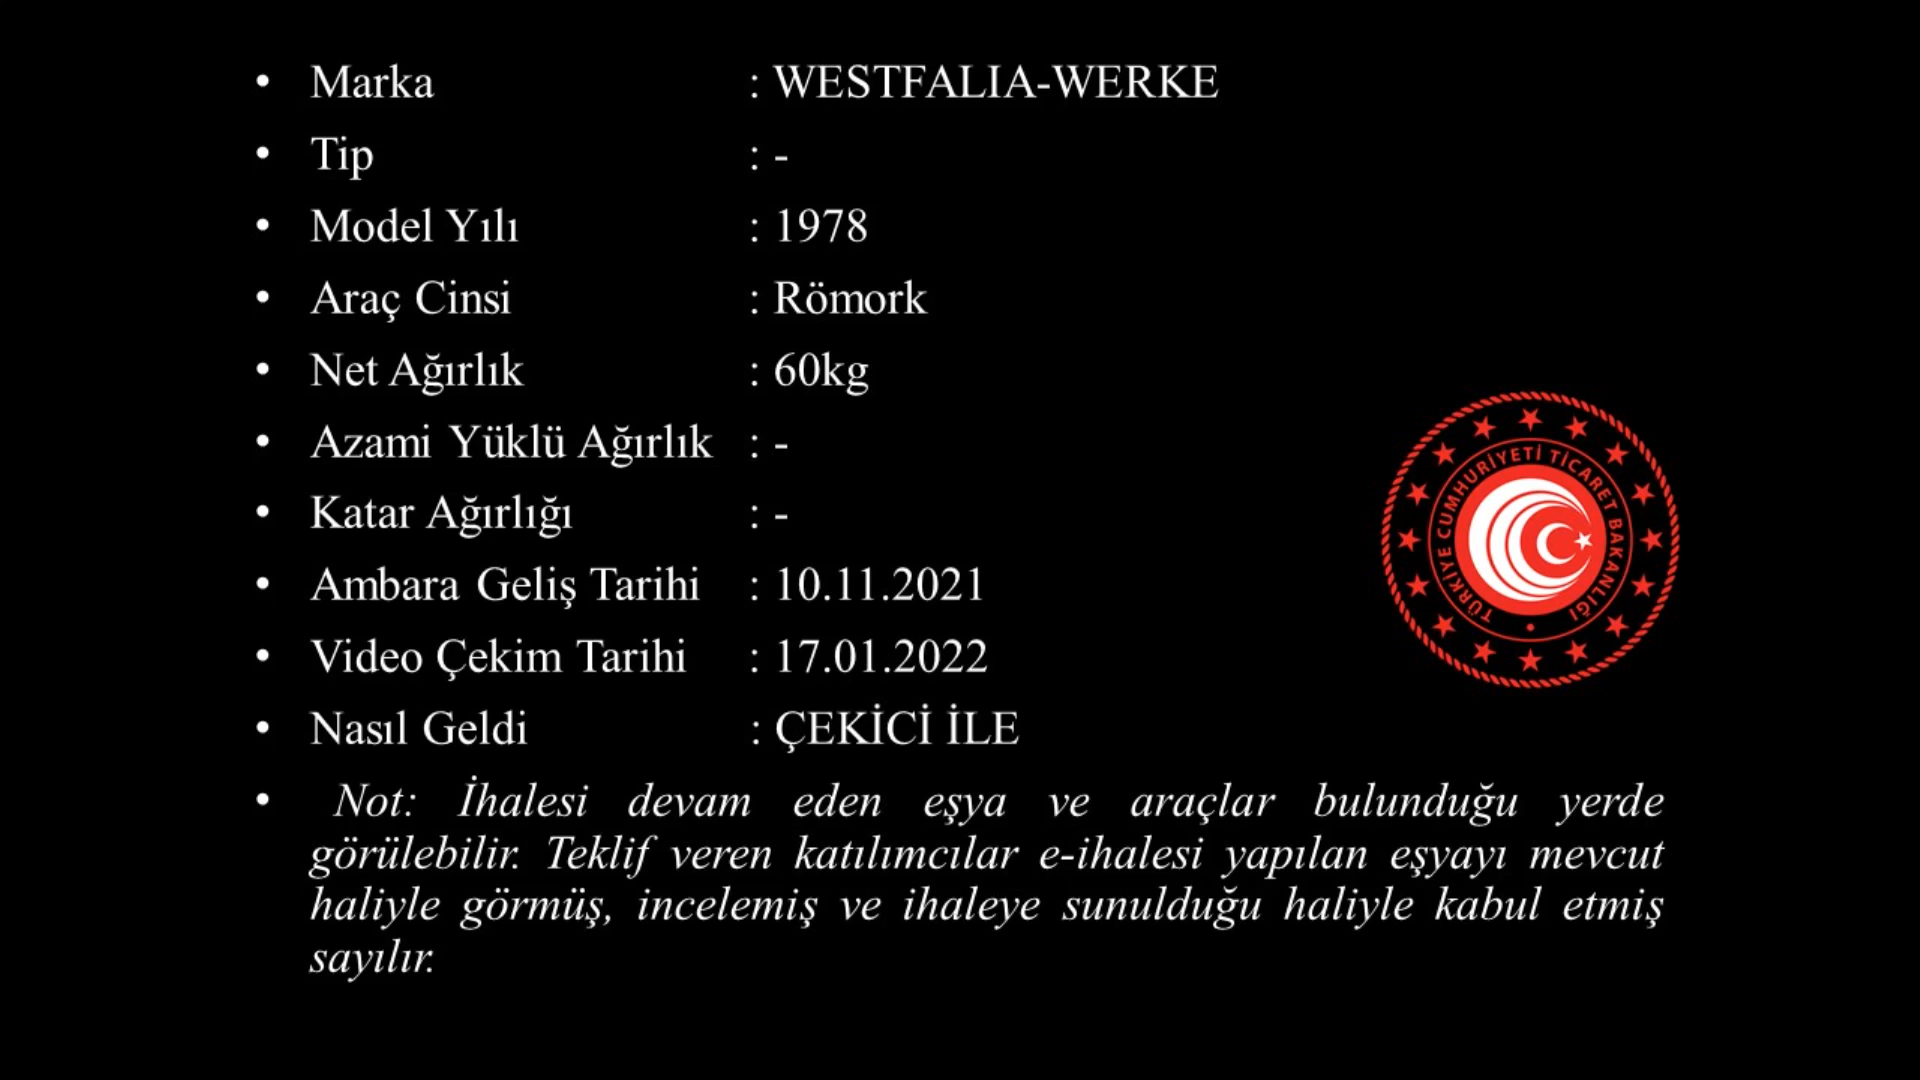 • Marka : WESTFALIA-WERKE
• Tip : -
• Model Yılı : 1978
• Araç Cinsi : Römork
• Net Ağırlık : 60kg
• Azami Yüklü Ağırlık : -
• Katar Ağırlığı : -
• Ambara Geliş Tarihi : 10.11.2021
• Video Çekim Tarihi : 17.01.2022
• Nasıl Geldi : ÇEKİCİ İLE
• Not: İhalesi devam eden eşya ve araçlar bulunduğu yerde
görülebilir. Teklif veren katılımcılar e-ihalesi yapılan eşyayı mevcut
haliyle görmüş, incelemiş ve ihaleye sunulduğu haliyle kabul etmiş
sayılır.
TÜRKİYE CUMHURİYETİ TİCARET BAKANLIĞI